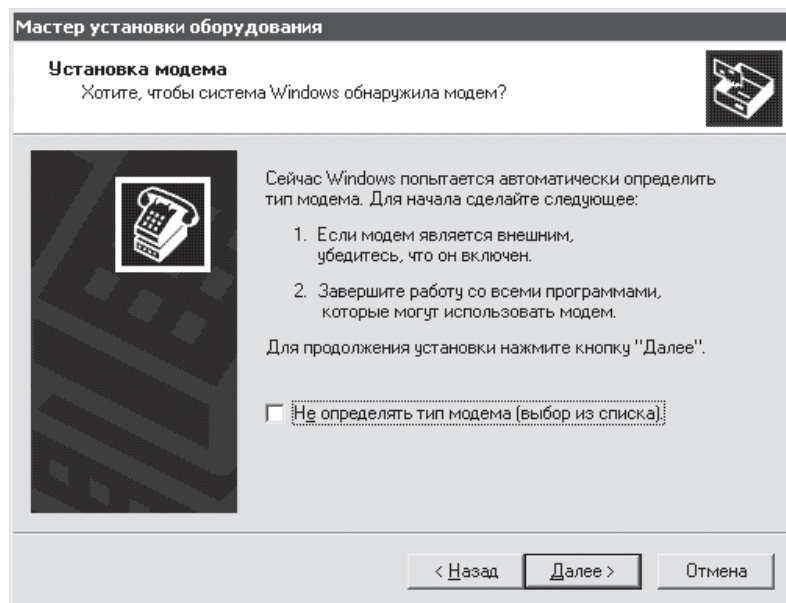 Мастер установки оборудования
Установка модема
Хотите, чтобы система Windows обнаружила модем?
Сейчас Windows попытается автоматически определить
тип модема. Для начала сделайте следующее:
1. Если модем является внешним,
убедитесь, что он включен.
2. Завершите работу со всеми программами,
которые могут использовать модем.
Для продолжения установки нажмите кнопку "Далее".
Не определять тип модема (выбор из списка).
< Назад
Далее >
Отмена